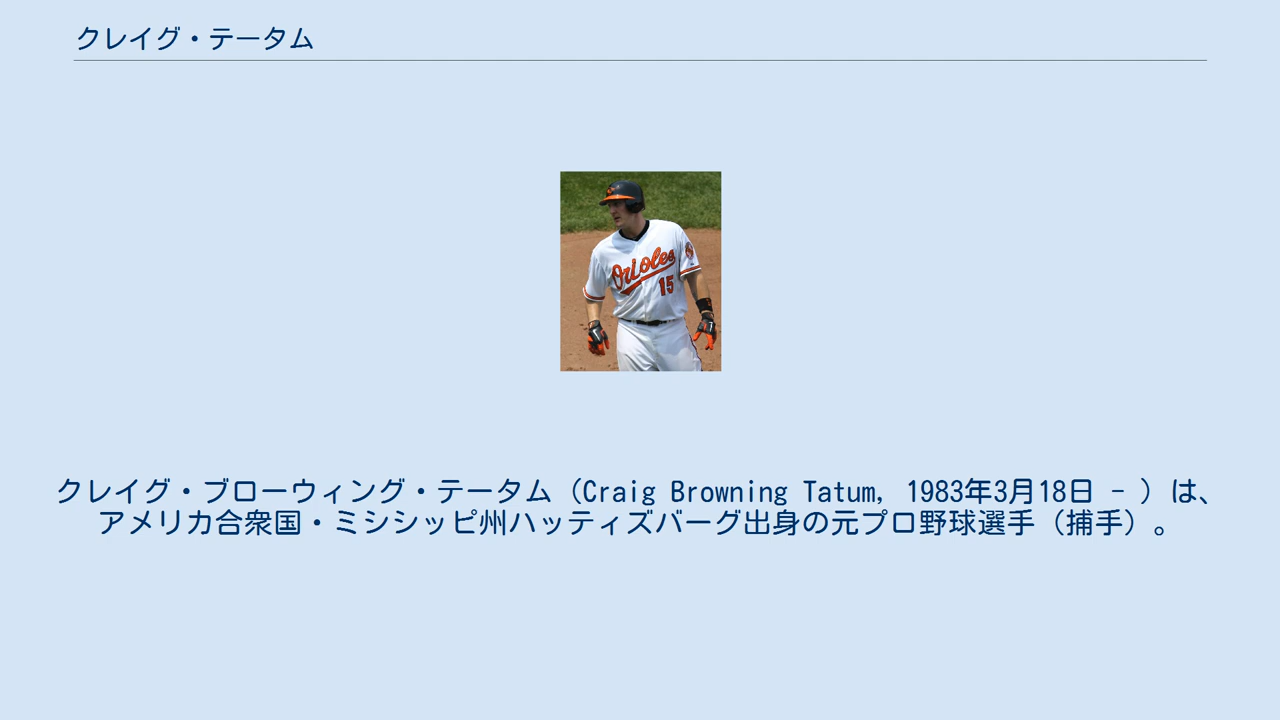 クレイグ・テータム
Orioles
15
クレイグ・ブローウィング・テータム（Craig Browning Tatum, 1983年3月18日 - ）は、
アメリカ合衆国・ミシシッピ州ハッティズバーグ出身の元プロ野球選手（捕手）。